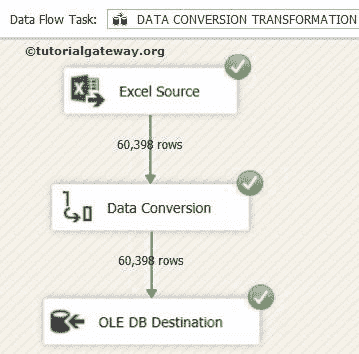 Data Flow Task: DATA CONVERSION TRANSFORMATION
©tutorialgateway.org
Excel Source
60,398 rows
Data Conversion
60,398 rows
OLE DB Destination